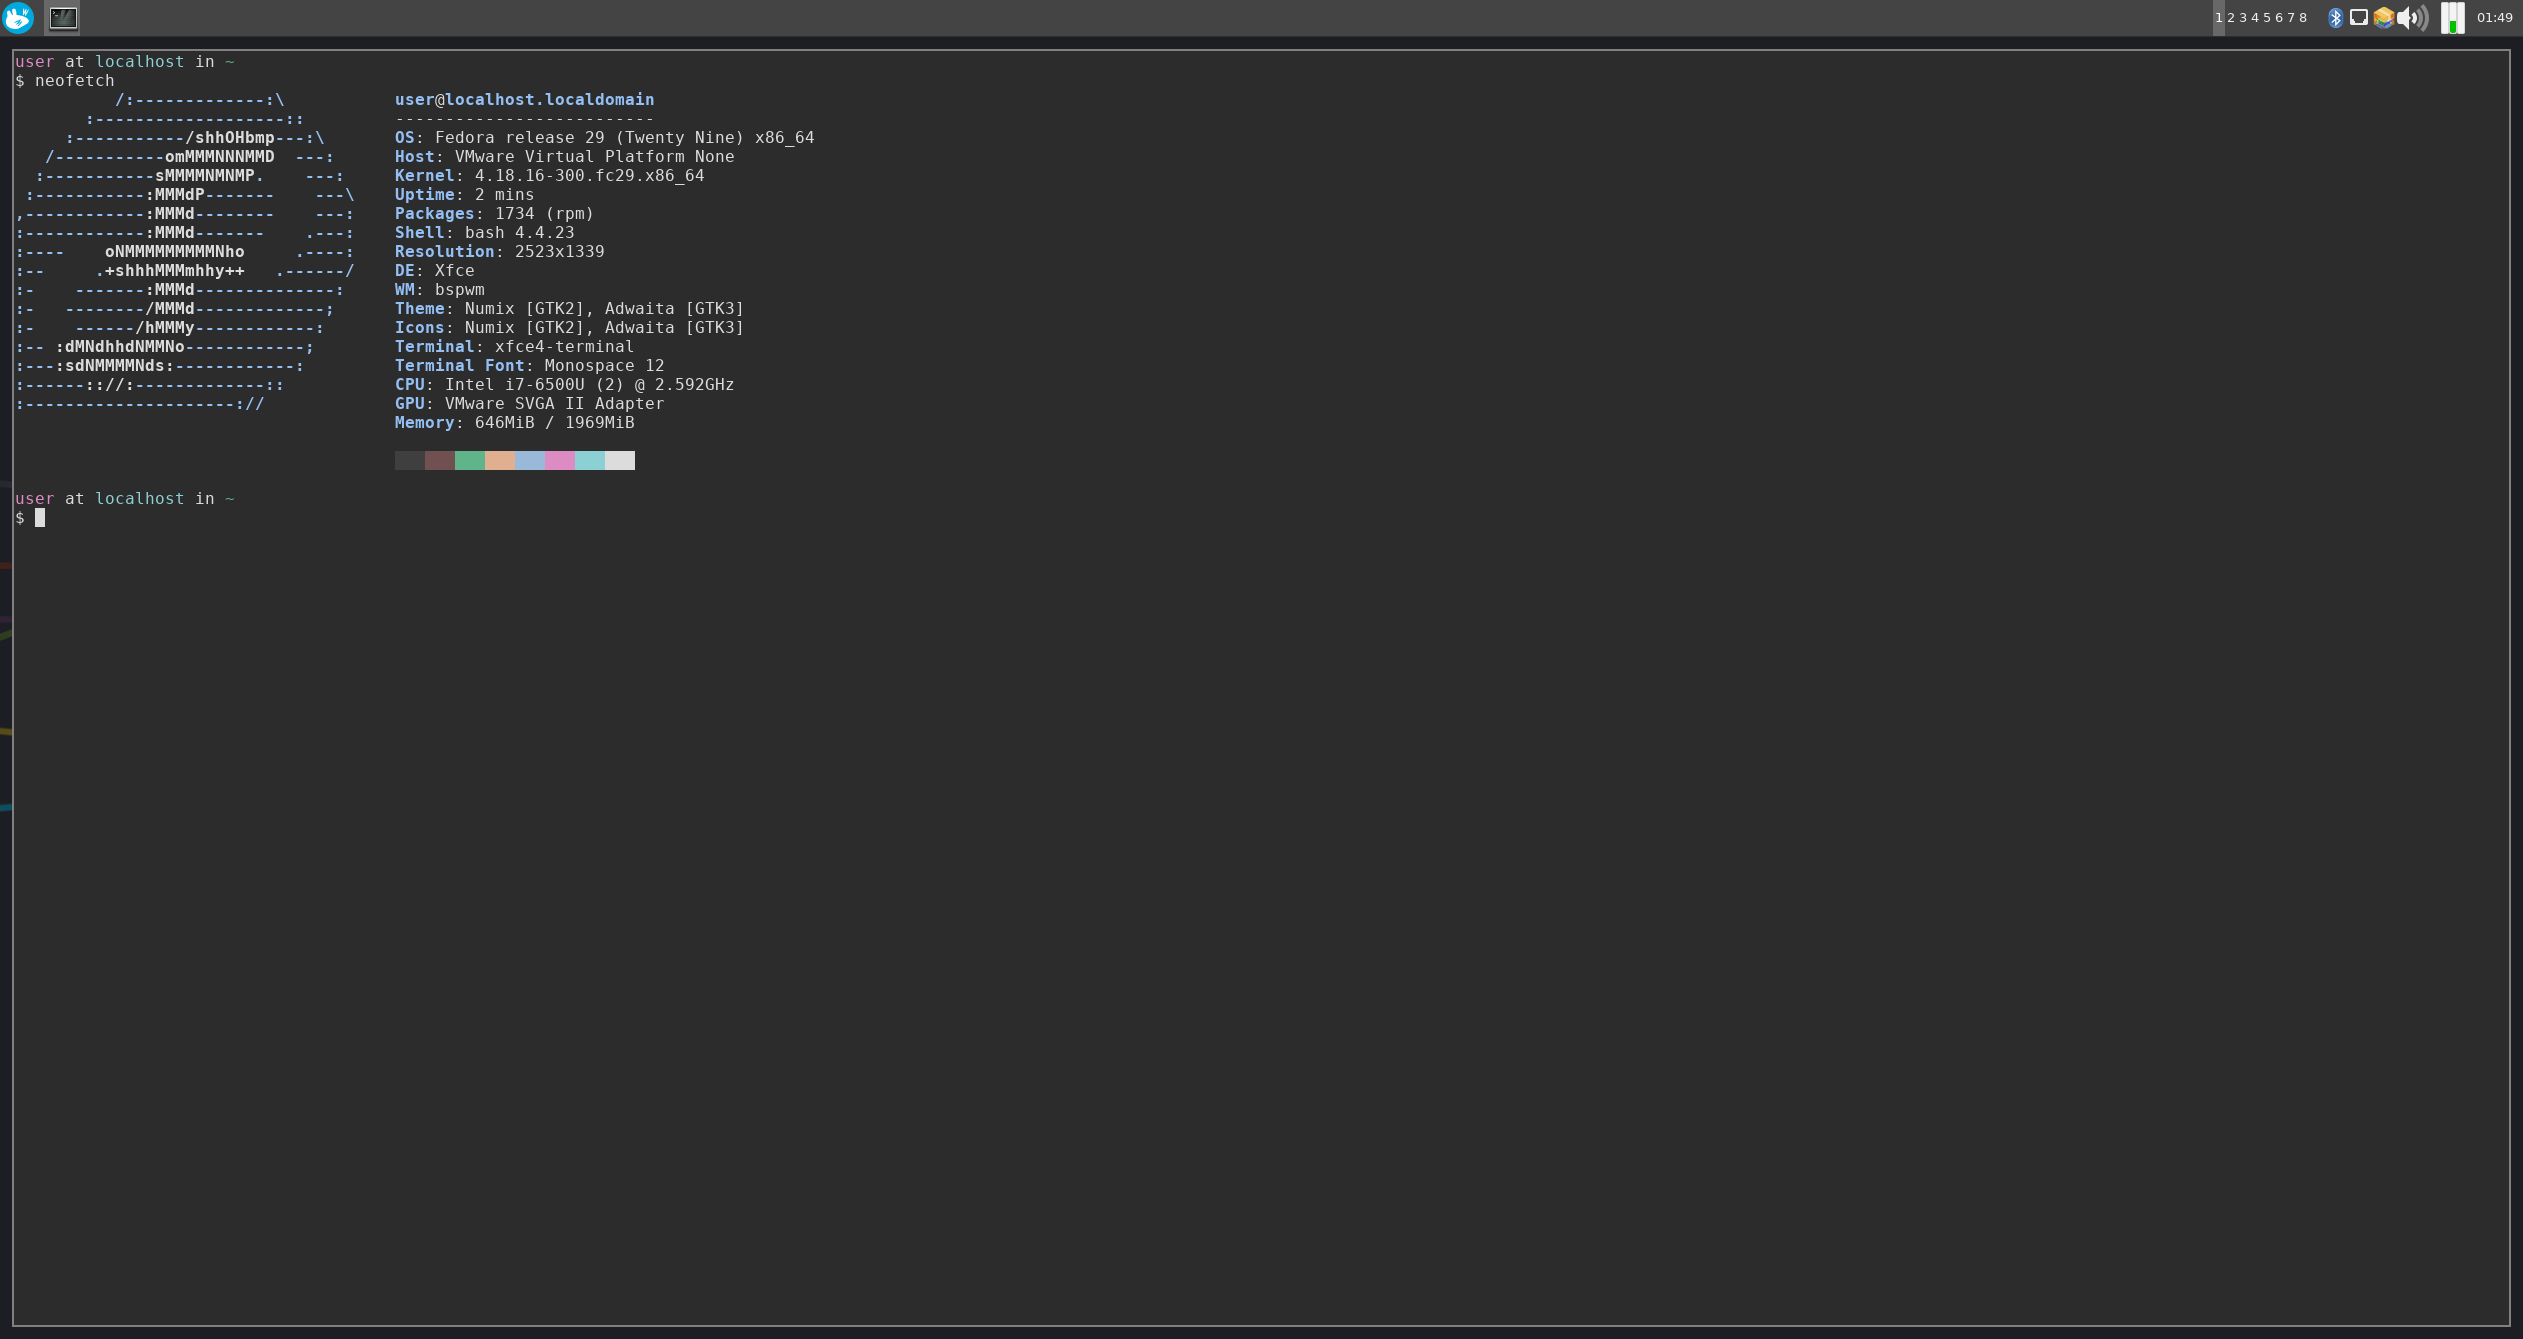 1 2 3 4 5 6 7 8 01:49
user at localhost in ~
$ neofetch
          /:-------------:\           user@localhost.localdomain
       :-------------------::         --------------------------
     :-----------/shhOHbmp---:\       OS: Fedora release 29 (Twenty Nine) x86_64
   /-----------omMMMNNNMMD  ---:      Host: VMware Virtual Platform None
  :-----------sMMMMNMNMP.    ---:     Kernel: 4.18.16-300.fc29.x86_64
 :-----------:MMMdP-------    ---\    Uptime: 2 mins
,------------:MMMd--------    ---:    Packages: 1734 (rpm)
:------------:MMMd-------    .---:    Shell: bash 4.4.23
:----    oNMMMMMMMMMNho     .----:    Resolution: 2523x1339
:--     .+shhhMMMmhhy++   .------/    DE: Xfce
:-    -------:MMMd--------------:     WM: bspwm
:-   --------/MMMd-------------;      Theme: Numix [GTK2], Adwaita [GTK3]
:-    ------/hMMMy------------:       Icons: Numix [GTK2], Adwaita [GTK3]
:-- :dMNdhhdNMMNo------------;        Terminal: xfce4-terminal
:---:sdNMMMMNds:------------:         Terminal Font: Monospace 12
:------:://:-------------::           CPU: Intel i7-6500U (2) @ 2.592GHz
:---------------------://             GPU: VMware SVGA II Adapter
                                      Memory: 646MiB / 1969MiB
user at localhost in ~
$